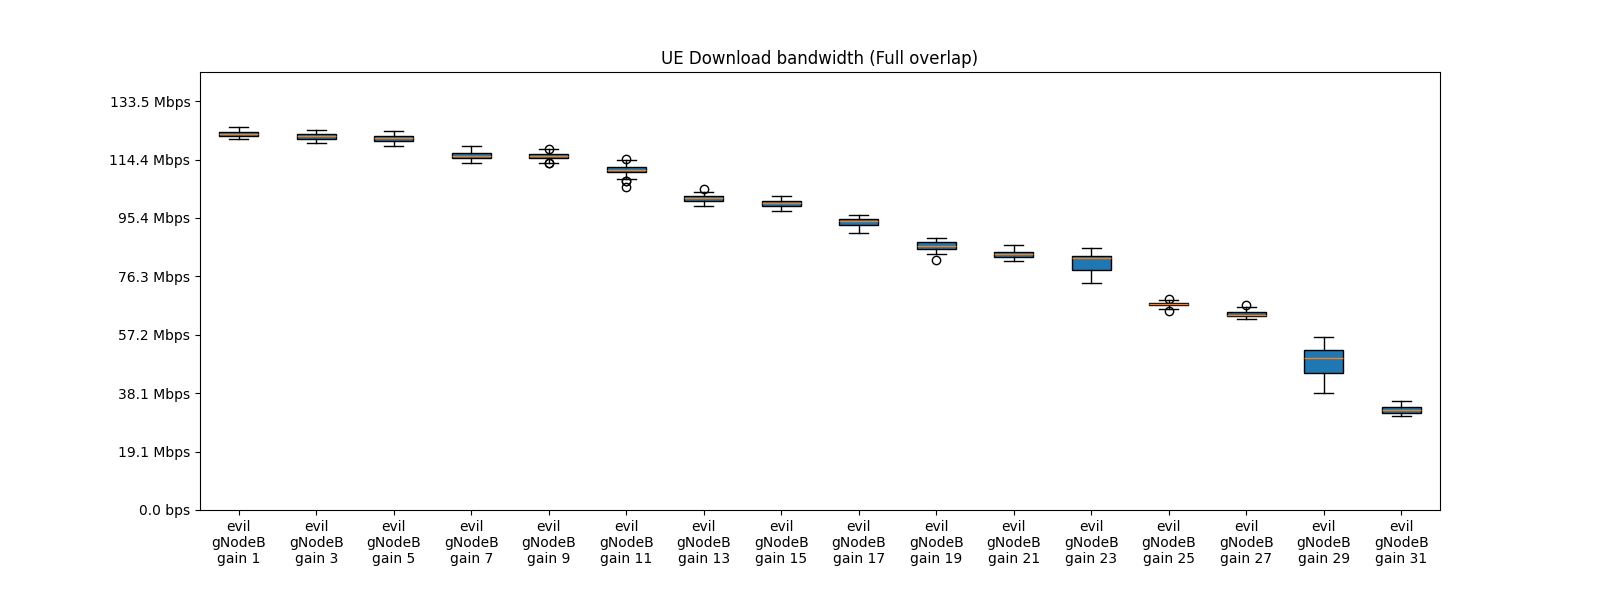 UE Download bandwidth (Full overlap)
133.5 Mbps
114.4 Mbps
95.4 Mbps
76.3 Mbps
57.2 Mbps
38.1 Mbps
19.1 Mbps
0.0 bps
evil gNodeB gain 1
evil gNodeB gain 3
evil gNodeB gain 5
evil gNodeB gain 7
evil gNodeB gain 9
evil gNodeB gain 11
evil gNodeB gain 13
evil gNodeB gain 15
evil gNodeB gain 17
evil gNodeB gain 19
evil gNodeB gain 21
evil gNodeB gain 23
evil gNodeB gain 25
evil gNodeB gain 27
evil gNodeB gain 29
evil gNodeB gain 31